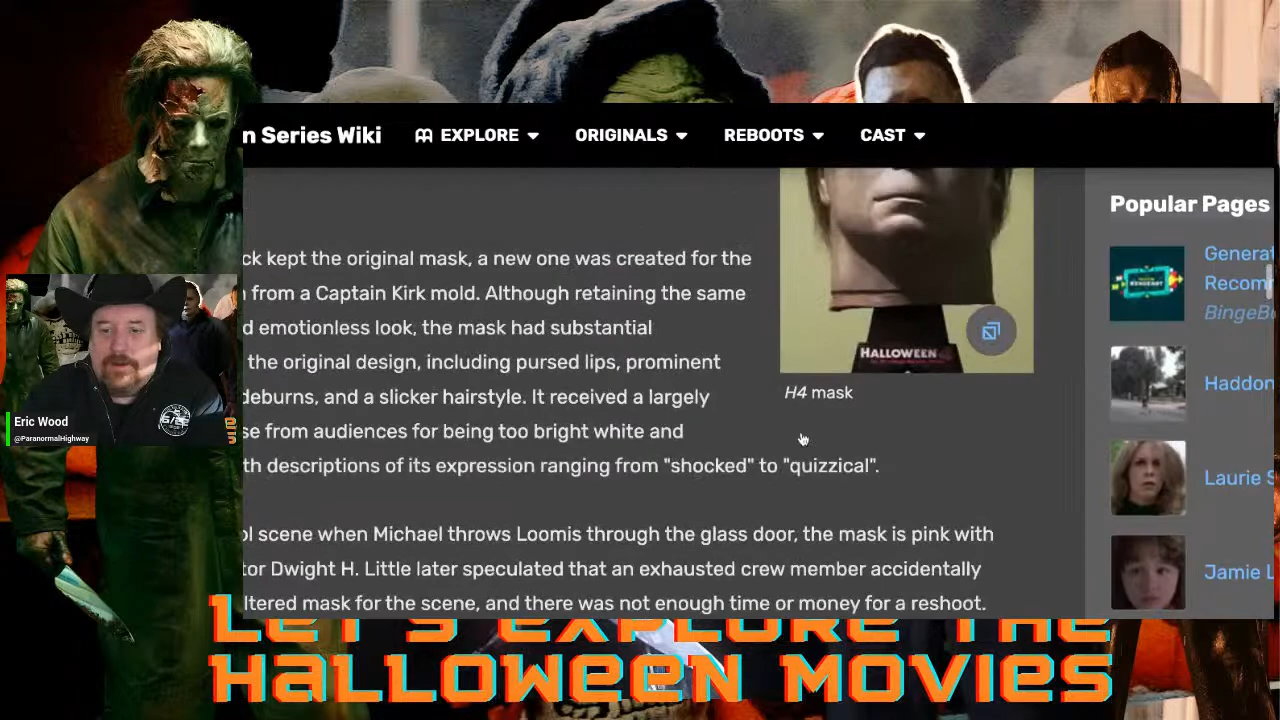 n Series Wiki
EXPLORE
ORIGINALS
REBOOTS
CAST
ck kept the original mask, a new one was created for the
from a Captain Kirk mold. Although retaining the same
d emotionless look, the mask had substantial
the original design, including pursed lips, prominent
deburns, and a slicker hairstyle. It received a largely
se from audiences for being too bright white and
th descriptions of its expression ranging from "shocked" to "quizzical".
ol scene when Michael throws Loomis through the glass door, the mask is pink with
tor Dwight H. Little later speculated that an exhausted crew member accidentally
ltered mask for the scene, and there was not enough time or money for a reshoot.
HALLOWEEN 4
H4 mask
Popular Pages
Generat
Recom
BingeB
Haddon
Laurie S
Jamie L
Eric Wood
@ParanormalHighway
LET'S EXPLORE THE
HALLOWEEN MOVIES